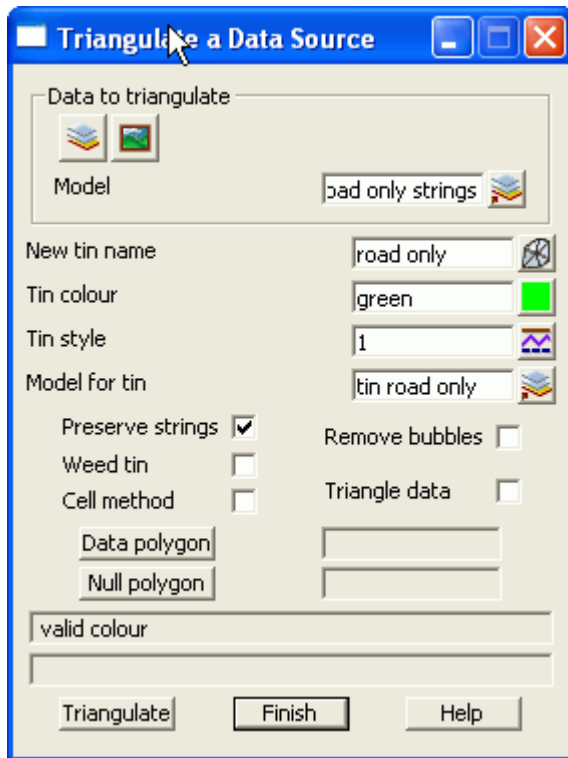 Triangulate a Data Source
Data to triangulate
Model oad only strings
New tin name road only
Tin colour green
Tin style 1
Model for tin tin road only
Preserve strings Remove bubbles
Weed tin
Cell method Triangle data
Data polygon
Null polygon
valid colour
Triangulate Finish Help